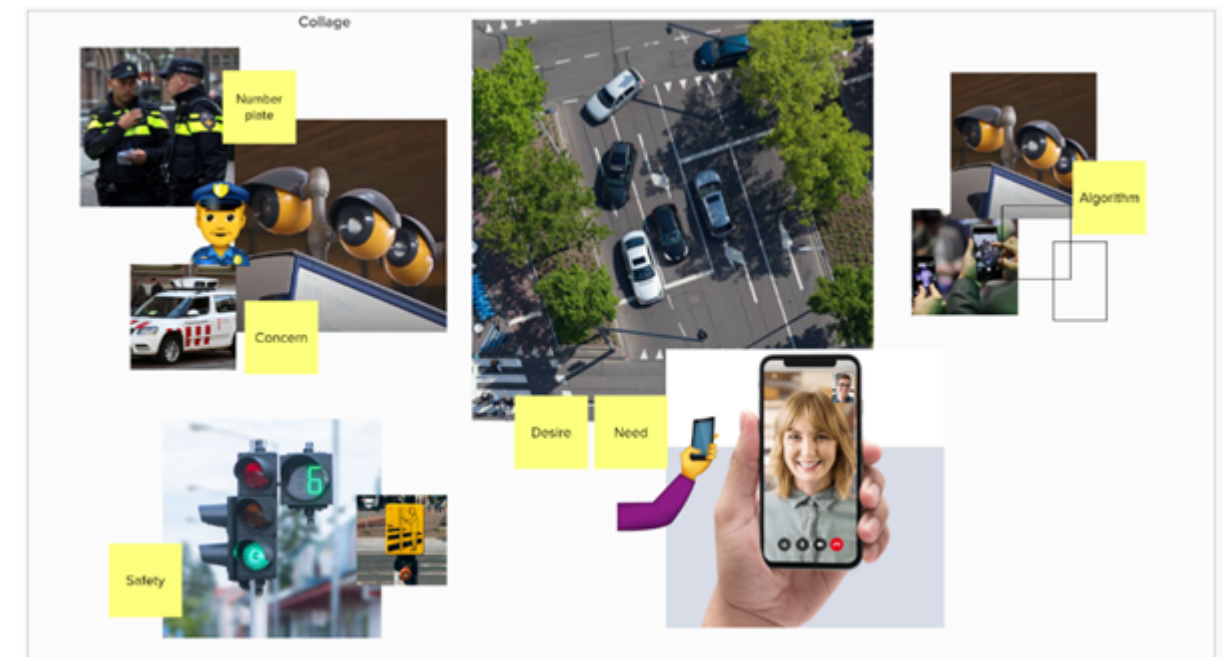 Collage
Number
plate
Algorithm
Concern
Desire
Need
6
Safety